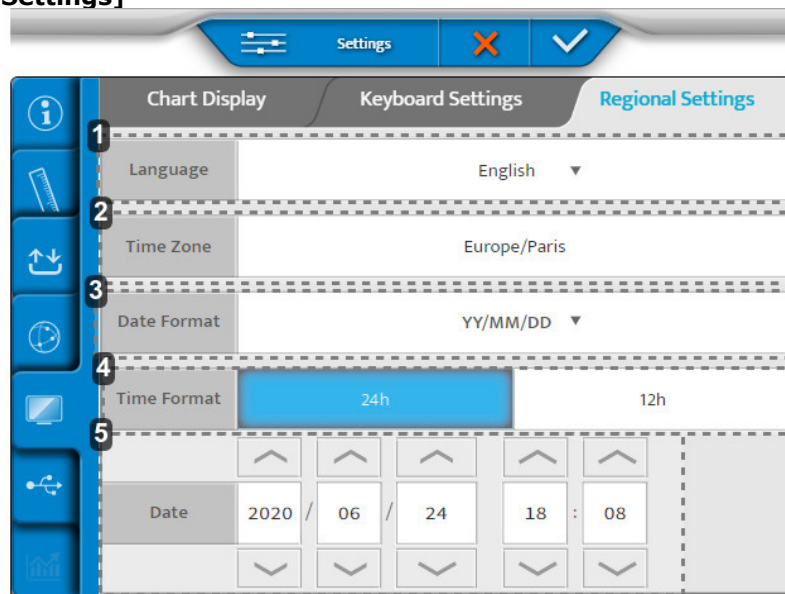 Settings]
Settings
Chart Display Keyboard Settings Regional Settings
1
Language English
2
Time Zone Europe/Paris
3
Date Format YY/MM/DD
4
Time Format 24h 12h
5
Date 2020 / 06 / 24 18 : 08